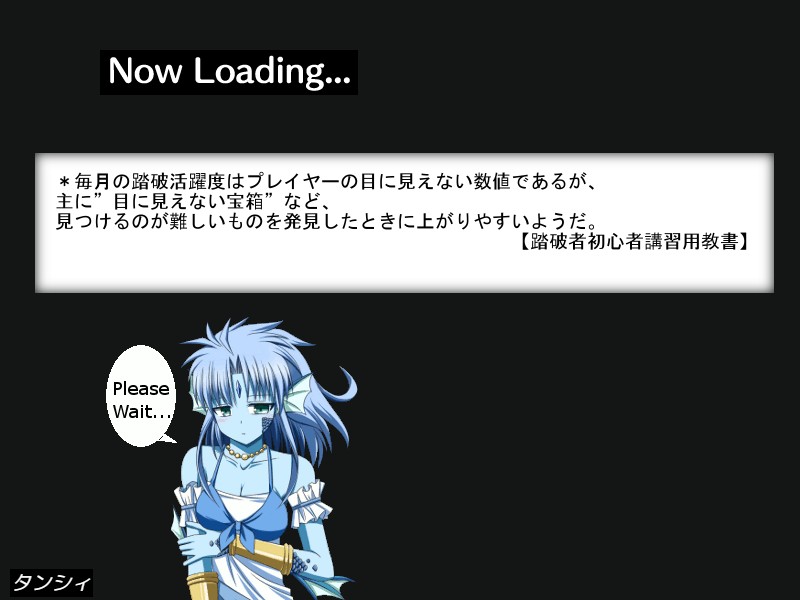 Now Loading...
＊毎月の踏破活躍度はプレイヤーの目に見えない数値であるが、
主に”目に見えない宝箱”など、
見つけるのが難しいものを発見したときに上がりやすいようだ。
【踏破者初心者講習用教書】
Please
Wait...
タンシィ